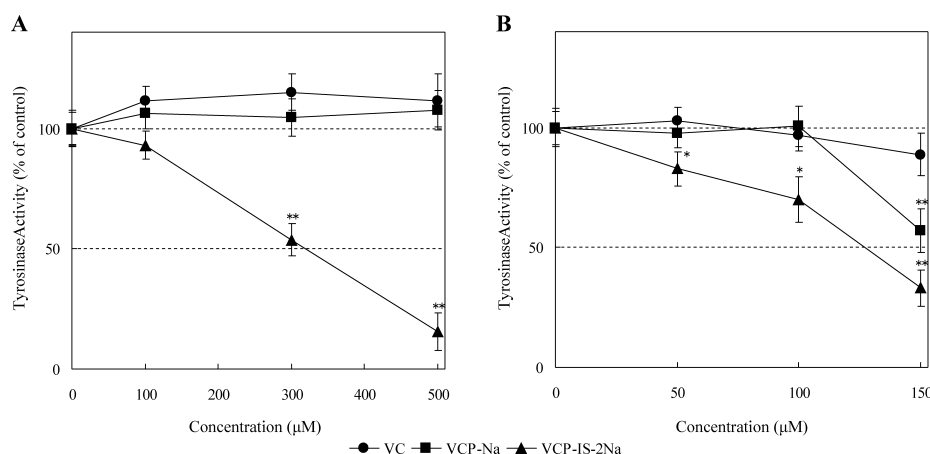 A
B
TyrosinaseActivity (% of control)
100
50
0
0 100 200 300 400 500
Concentration (μM)
**
**
TyrosinaseActivity (% of control)
100
50
0
0 50 100 150
Concentration (μM)
*
*
**
**
VC VCP-Na VCP-IS-2Na